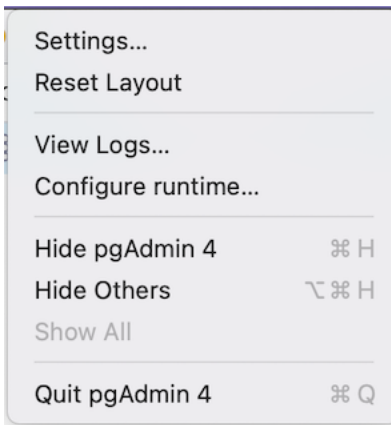 Settings...
Reset Layout
View Logs...
Configure runtime...
Hide pgAdmin 4 ⌘ H
Hide Others ⌥ ⌘ H
Show All
Quit pgAdmin 4 ⌘ Q